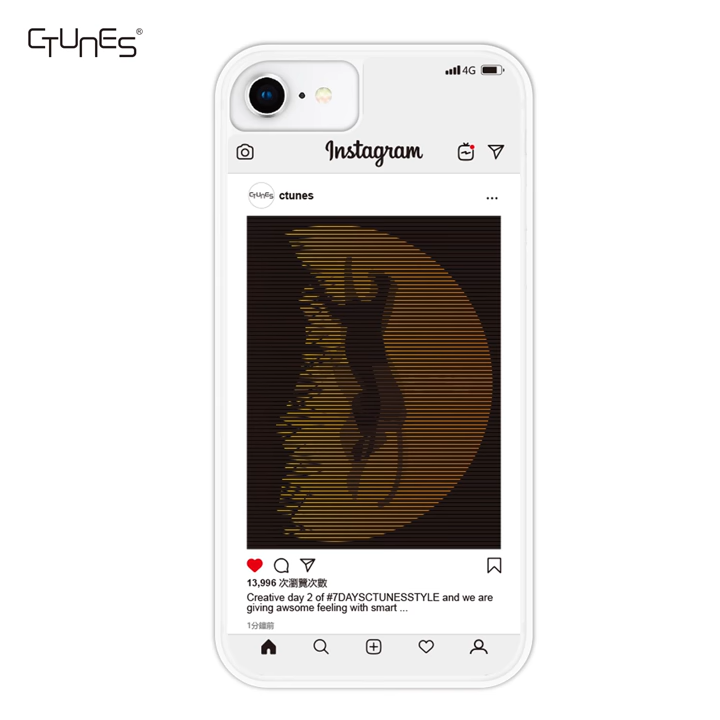 CTUNES®
4G
Instagram
CTUNES ctunes
13,996 次瀏覽次數
Creative day 2 of #7DAYSCTUNESSTYLE and we are
giving awsome feeling with smart ...
1分鐘前